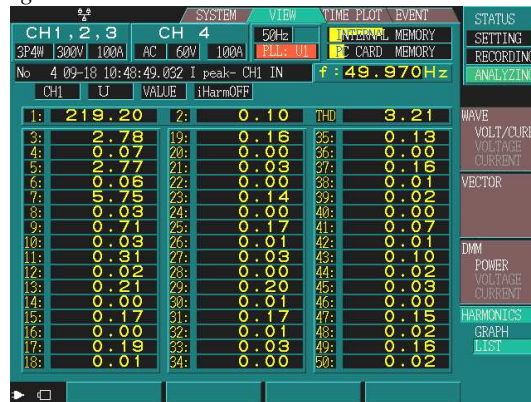 SYSTEM VIEW TIME PLOT EVENT
CH1,2,3 CH 4 50Hz INTERNAL MEMORY
3P4W 300V 100A AC 60V 100A PLL: U1 PC CARD MEMORY
No 4 09-18 10:48:49.032 I peak- CH1 IN f:49.970Hz
CH1 U VALUE iHarmOFF
1: 219.20 2: 0.10 THD 3.21
3: 2.78 19: 0.16 35: 0.13
4: 0.07 20: 0.00 36: 0.00
5: 2.77 21: 0.03 37: 0.16
6: 0.06 22: 0.00 38: 0.01
7: 5.75 23: 0.14 39: 0.02
8: 0.03 24: 0.00 40: 0.00
9: 0.71 25: 0.17 41: 0.07
10: 0.03 26: 0.01 42: 0.01
11: 0.31 27: 0.03 43: 0.10
12: 0.02 28: 0.00 44: 0.02
13: 0.21 29: 0.20 45: 0.03
14: 0.00 30: 0.01 46: 0.00
15: 0.17 31: 0.17 47: 0.15
16: 0.00 32: 0.01 48: 0.02
17: 0.19 33: 0.03 49: 0.16
18: 0.01 34: 0.00 50: 0.02
STATUS
SETTING
RECORDING
ANALYZING
WAVE
VOLT/CURR
VOLTAGE
CURRENT
VECTOR
DMM
POWER
VOLTAGE
CURRENT
HARMONICS
GRAPH
LIST